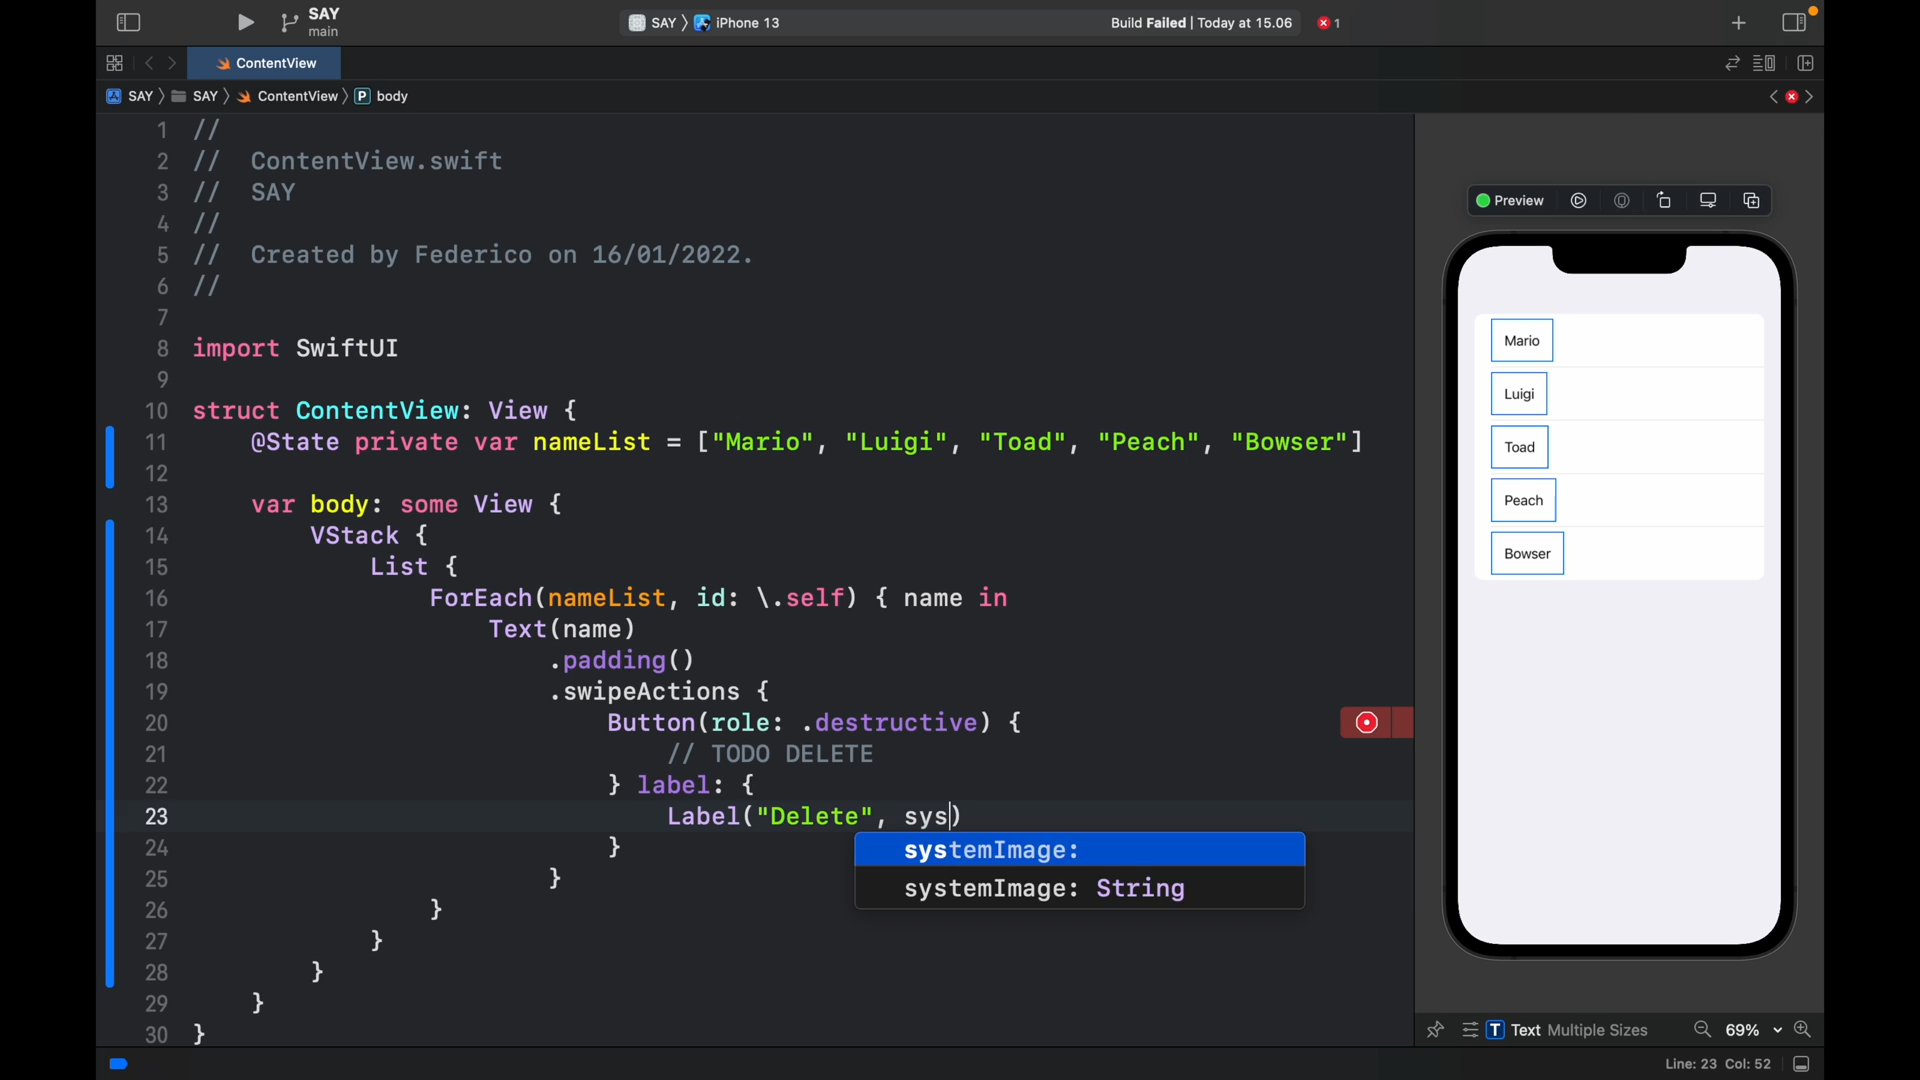 SAY
main
SAY 〉 iPhone 13
Build Failed | Today at 15.06
1
ContentView
SAY 〉 SAY 〉 ContentView 〉 P body
1 //
2 //  ContentView.swift
3 //  SAY
4 //
5 //  Created by Federico on 16/01/2022.
6 //
7
8 import SwiftUI
9
10 struct ContentView: View {
11     @State private var nameList = ["Mario", "Luigi", "Toad", "Peach", "Bowser"]
12
13     var body: some View {
14         VStack {
15             List {
16                 ForEach(nameList, id: \.self) { name in
17                     Text(name)
18                         .padding()
19                         .swipeActions {
20                             Button(role: .destructive) {
21                                 // TODO DELETE
22                             } label: {
23                                 Label("Delete", sys)
systemImage:
systemImage: String
24                             }
25                         }
26                 }
27             }
28         }
29     }
30 }
Preview
Mario
Luigi
Toad
Peach
Bowser
T Text Multiple Sizes
69%
Line: 23 Col: 52